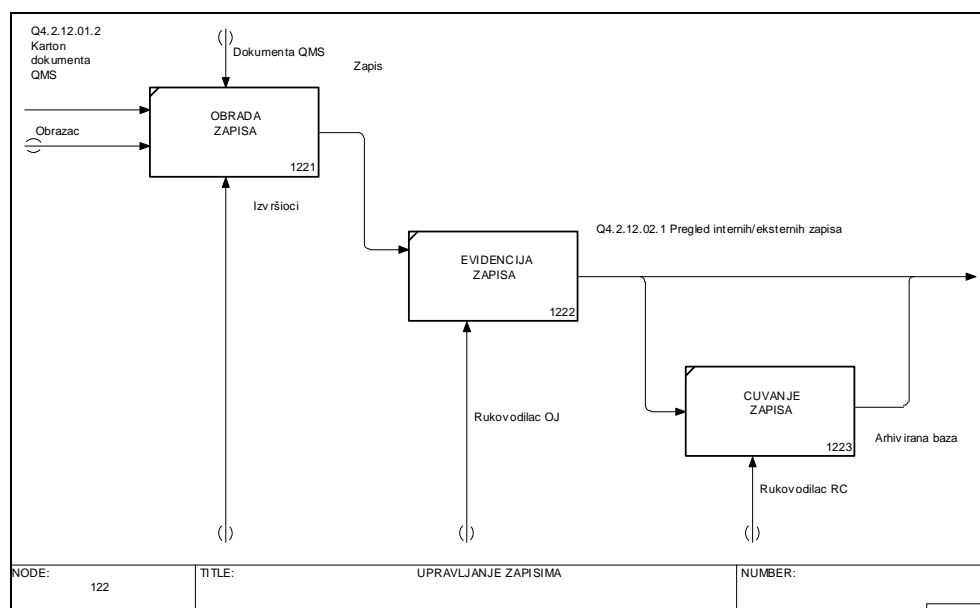 Q4.2.12.01.2
Karton
dokumenta
QMS
Dokumenta QMS
Zapis
Obrazac
OBRADA
ZAPISA
1221
Izvršioci
Q4.2.12.02.1 Pregled internih/eksternih zapisa
EVIDENCIJA
ZAPISA
1222
Rukovodilac OJ
CUVANJE
ZAPISA
1223
Arhivirana baza
Rukovodilac RC
NODE:
122
TITLE:
UPRAVLJANJE ZAPISIMA
NUMBER: